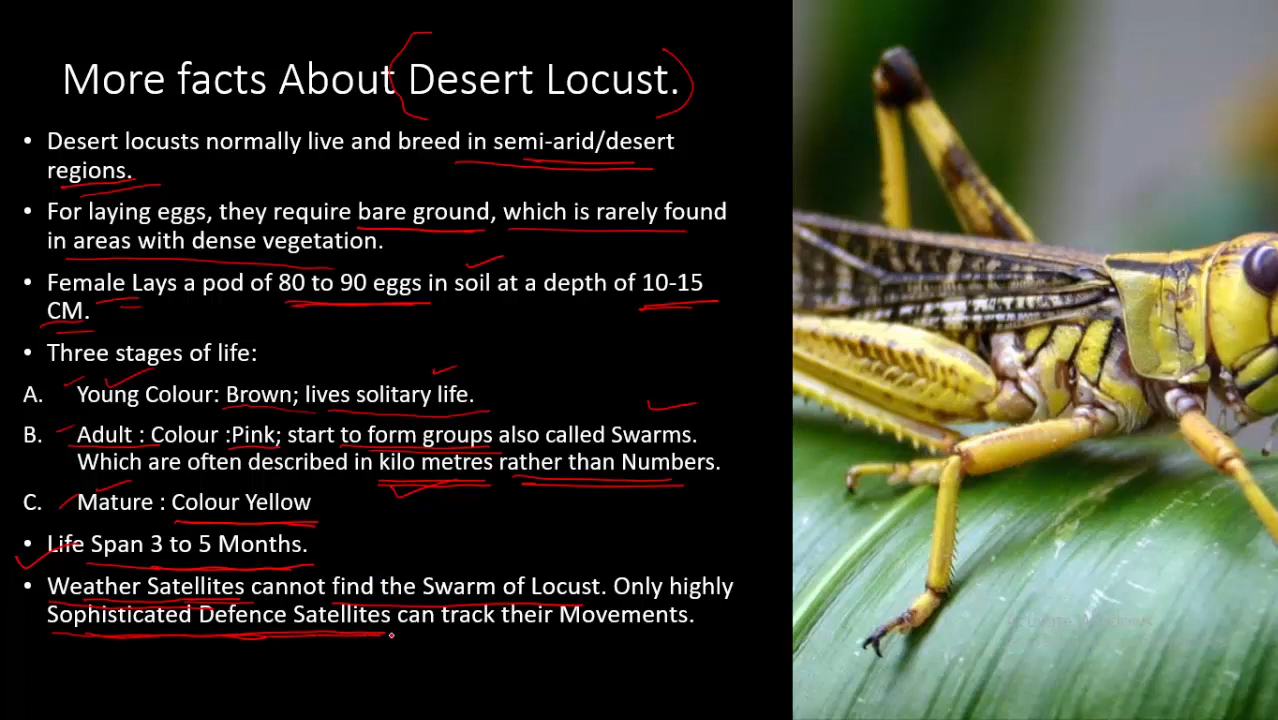 More facts About Desert Locust.
• Desert locusts normally live and breed in semi-arid/desert
regions.
• For laying eggs, they require bare ground, which is rarely found
in areas with dense vegetation.
• Female Lays a pod of 80 to 90 eggs in soil at a depth of 10-15
CM.
• Three stages of life:
A. Young Colour: Brown; lives solitary life.
B. Adult : Colour :Pink; start to form groups also called Swarms.
Which are often described in kilo metres rather than Numbers.
C. Mature : Colour Yellow
• Life Span 3 to 5 Months.
• Weather Satellites cannot find the Swarm of Locust. Only highly
Sophisticated Defence Satellites can track their Movements.
Activate Windows